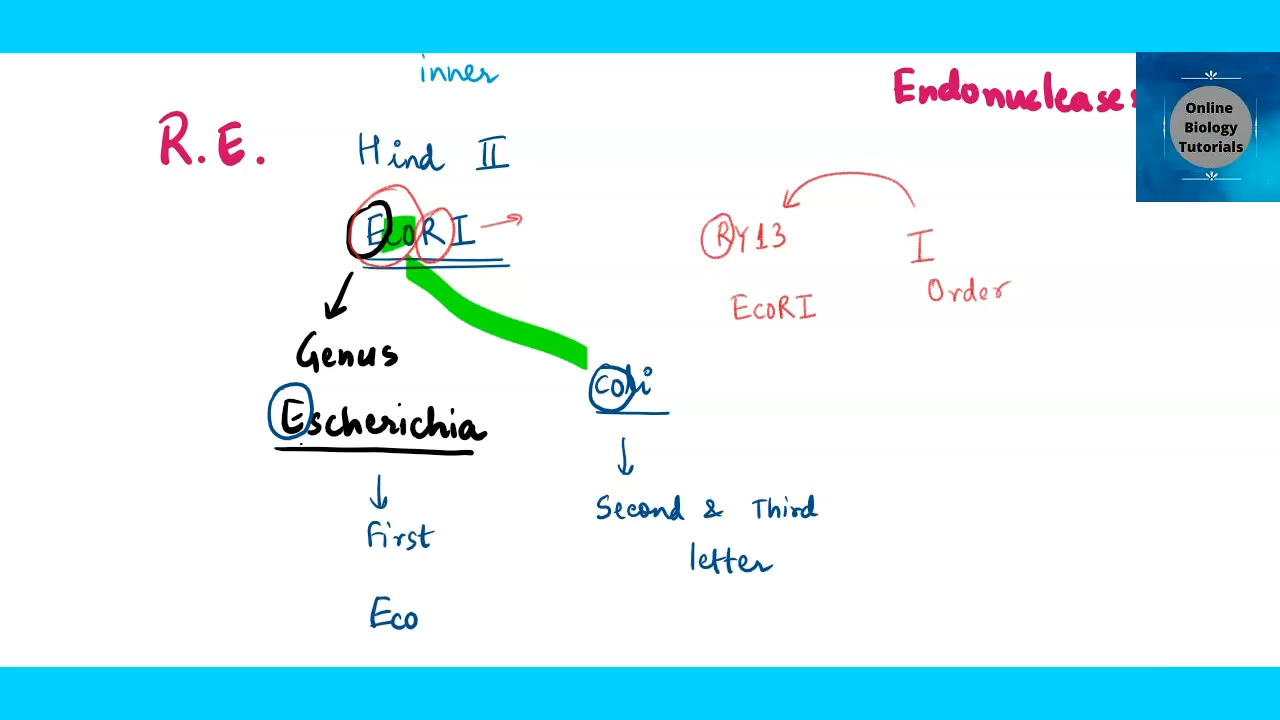 inner
Endonucleases
Online
Biology
Tutorials
R.E.
Hind II
EcoRI
RY13
I
Order
EcoRI
Genus
Coli
Escherichia
First
Second & Third
letter
Eco